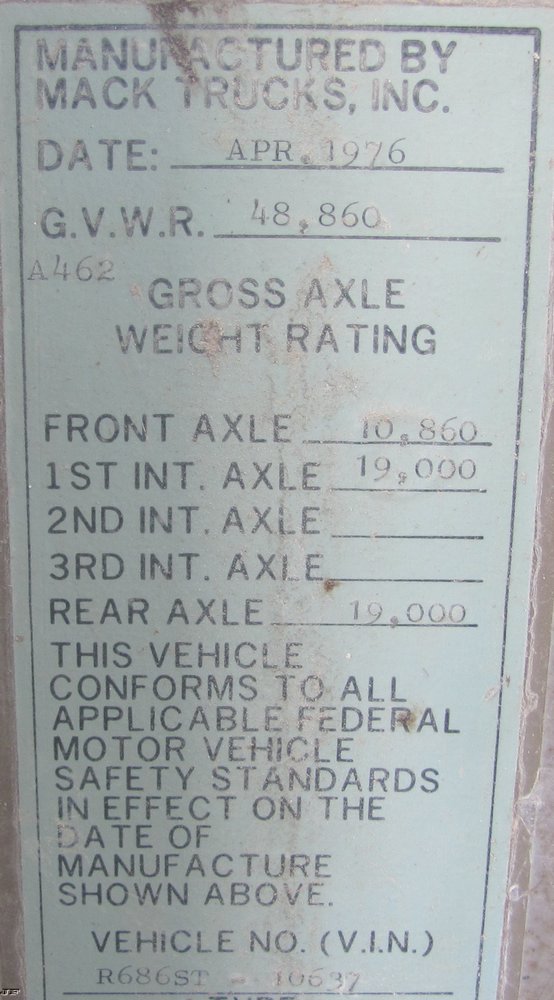 MANUFACTURED BY
MACK TRUCKS, INC.
DATE: APR. 1976
G.V.W.R. 48,860
A462
GROSS AXLE
WEIGHT RATING
FRONT AXLE 10,860
1ST INT. AXLE 19,000
2ND INT. AXLE
3RD INT. AXLE
REAR AXLE 19,000
THIS VEHICLE
CONFORMS TO ALL
APPLICABLE FEDERAL
MOTOR VEHICLE
SAFETY STANDARDS
IN EFFECT ON THE
DATE OF
MANUFACTURE
SHOWN ABOVE.
VEHICLE NO. (V.I.N.)
R686ST - 10637